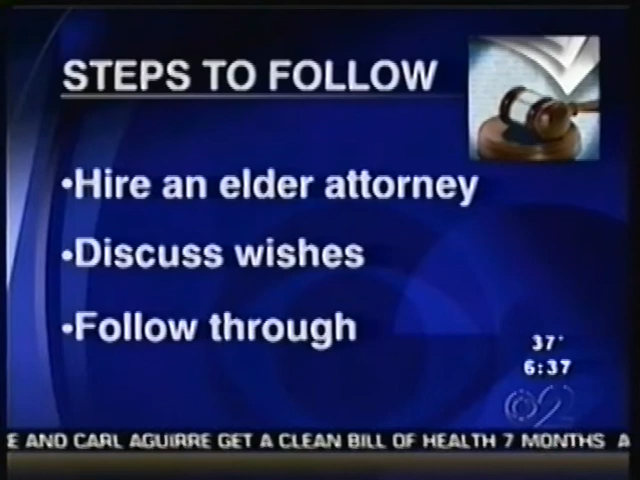 STEPS TO FOLLOW
•Hire an elder attorney
•Discuss wishes
•Follow through
37°
6:37
2
E AND CARL AGUIRRE GET A CLEAN BILL OF HEALTH 7 MONTHS A